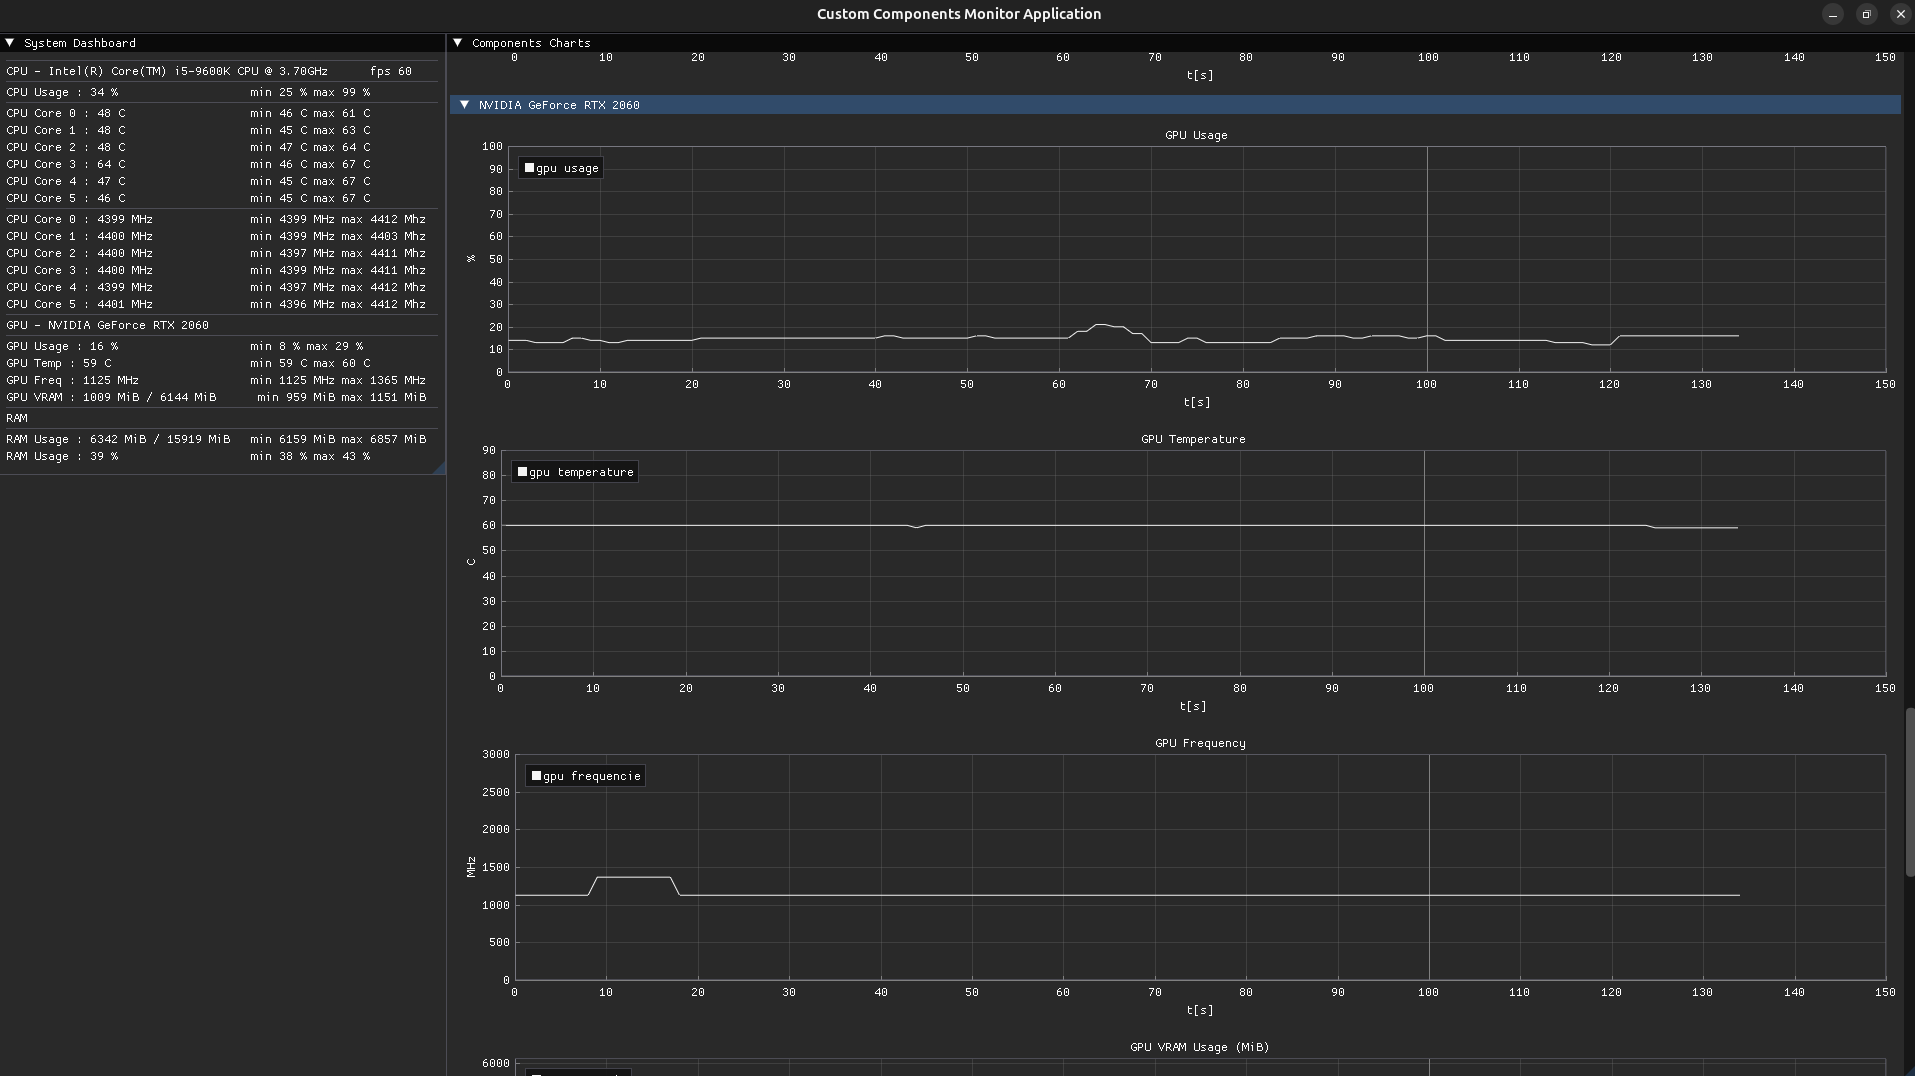 Custom Components Monitor Application
System Dashboard
CPU - Intel(R) Core(TM) i5-9600K CPU @ 3.70GHz fps 60
CPU Usage : 34 % min 25 % max 99 %
CPU Core 0 : 48 C min 46 C max 61 C
CPU Core 1 : 48 C min 45 C max 63 C
CPU Core 2 : 48 C min 47 C max 64 C
CPU Core 3 : 64 C min 46 C max 67 C
CPU Core 4 : 47 C min 45 C max 67 C
CPU Core 5 : 46 C min 45 C max 67 C
CPU Core 0 : 4399 MHz min 4399 MHz max 4412 Mhz
CPU Core 1 : 4400 MHz min 4399 MHz max 4403 Mhz
CPU Core 2 : 4400 MHz min 4397 MHz max 4411 Mhz
CPU Core 3 : 4400 MHz min 4399 MHz max 4411 Mhz
CPU Core 4 : 4399 MHz min 4397 MHz max 4412 Mhz
CPU Core 5 : 4401 MHz min 4396 MHz max 4412 Mhz
GPU - NVIDIA GeForce RTX 2060
GPU Usage : 16 % min 8 % max 29 %
GPU Temp : 59 C min 59 C max 60 C
GPU Freq : 1125 MHz min 1125 MHz max 1365 MHz
GPU VRAM : 1009 MiB / 6144 MiB min 959 MiB max 1151 MiB
RAM
RAM Usage : 6342 MiB / 15919 MiB min 6159 MiB max 6857 MiB
RAM Usage : 39 % min 38 % max 43 %
Components Charts
0 10 20 30 40 50 60 70 80 90 100 110 120 130 140 150
t[s]
NVIDIA GeForce RTX 2060
GPU Usage
gpu usage
%
100
90
80
70
60
50
40
30
20
10
0
0 10 20 30 40 50 60 70 80 90 100 110 120 130 140 150
t[s]
GPU Temperature
gpu temperature
C
90
80
70
60
50
40
30
20
10
0
0 10 20 30 40 50 60 70 80 90 100 110 120 130 140 150
t[s]
GPU Frequency
gpu frequencie
MHz
3000
2500
2000
1500
1000
500
0
0 10 20 30 40 50 60 70 80 90 100 110 120 130 140 150
t[s]
GPU VRAM Usage (MiB)
6000